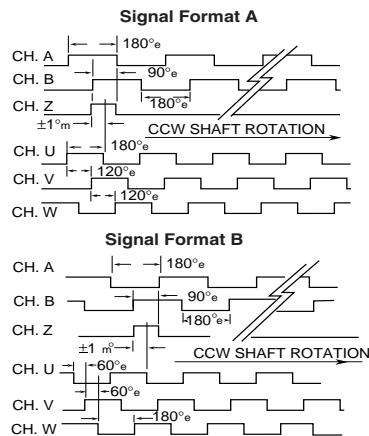 Signal Format A
180°e
CH. A
90°e
CH. B
180°e
CH. Z
±1°m
CCW SHAFT ROTATION
180°e
CH. U
120°e
CH. V
120°e
CH. W
Signal Format B
CH. A
180°e
CH. B
90°e
180°e
CH. Z
±1 m°
CCW SHAFT ROTATION
60°e
CH. U
60°e
CH. V
180°e
CH. W